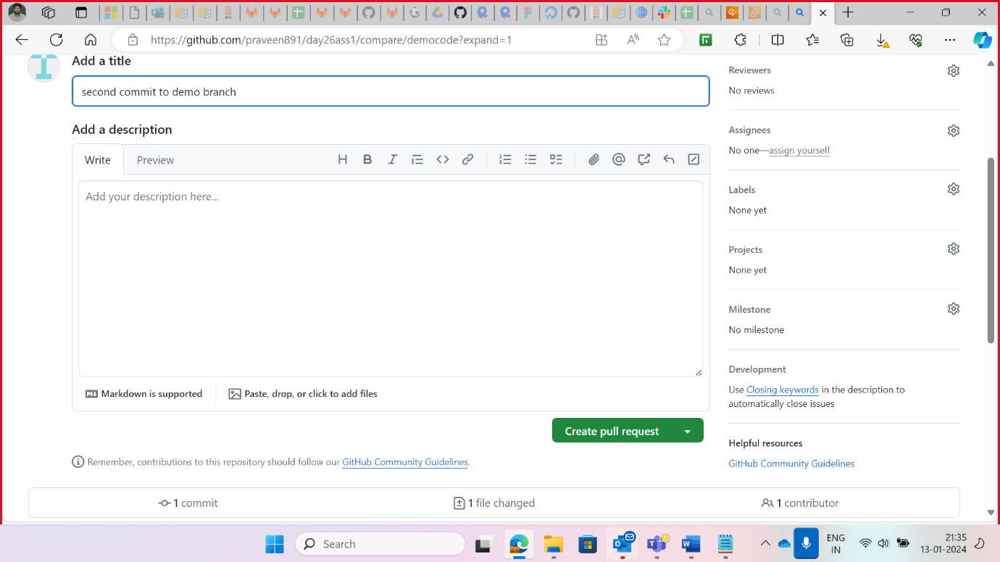 https://github.com/praveen891/day26ass1/compare/democode?expand=1
Add a title
second commit to demo branch
Add a description
Write
Preview
Add your description here...
Markdown is supported
Paste, drop, or click to add files
Create pull request
Remember, contributions to this repository should follow our GitHub Community Guidelines.
1 commit
1 file changed
1 contributor
Reviewers
No reviews
Assignees
No one—assign yourself
Labels
None yet
Projects
None yet
Milestone
No milestone
Development
Use Closing keywords in the description to
automatically close issues
Helpful resources
GitHub Community Guidelines
Search
ENG
IN
21:35
13-01-2024